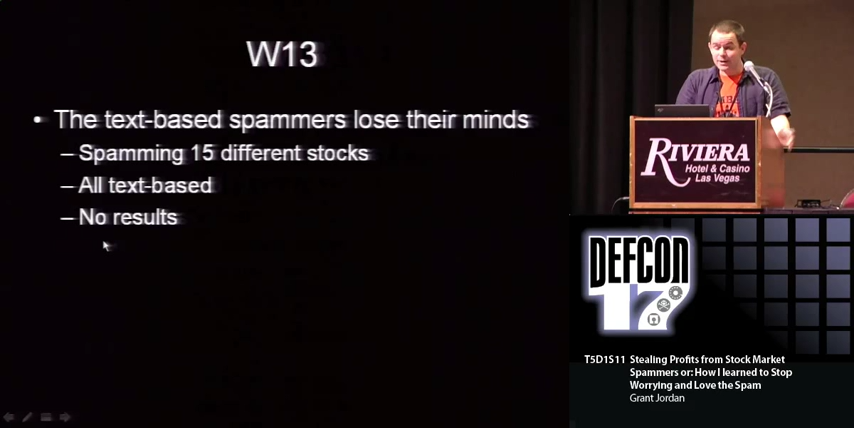 W13
• The text-based spammers lose their minds
– Spamming 15 different stocks
– All text-based
– No results
RIVIERA
Hotel & Casino
Las Vegas
DEFCON
17
T5D1S11 Stealing Profits from Stock Market
Spammers or: How I learned to Stop
Worrying and Love the Spam
Grant Jordan